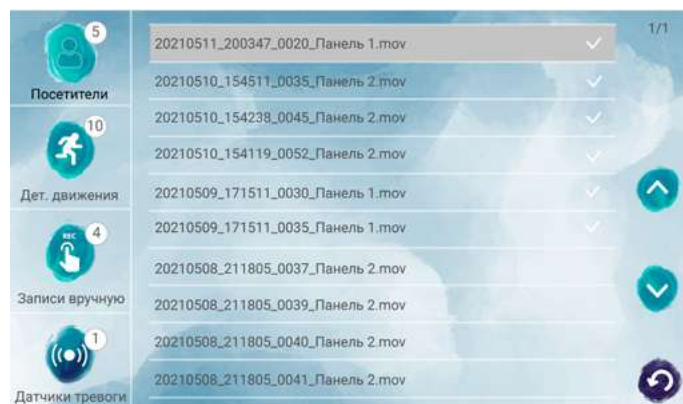 5
Посетители
10
Дет. движения
REC
4
Записи вручную
1
Датчики тревоги
20210511_200347_0020_Панель 1.mov
20210510_154511_0035_Панель 2.mov
20210510_154238_0045_Панель 2.mov
20210510_154119_0052_Панель 2.mov
20210509_171511_0030_Панель 1.mov
20210509_171511_0035_Панель 1.mov
20210508_211805_0037_Панель 2.mov
20210508_211805_0039_Панель 2.mov
20210508_211805_0040_Панель 2.mov
20210508_211805_0041_Панель 2.mov
1/1